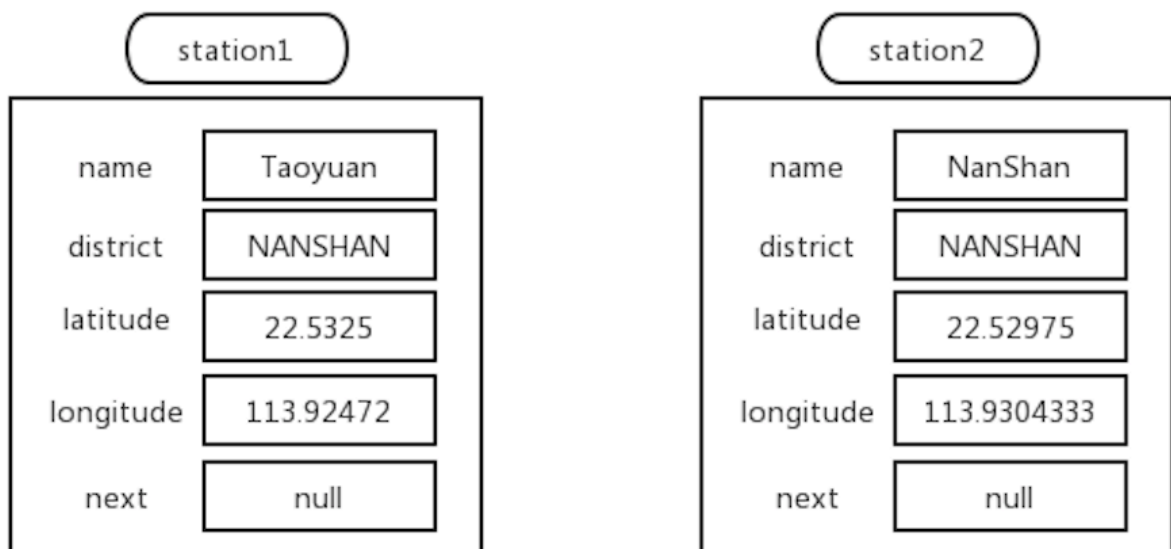 station1
name Taoyuan
district NANSHAN
latitude 22.5325
longitude 113.92472
next null
station2
name NanShan
district NANSHAN
latitude 22.52975
longitude 113.9304333
next null